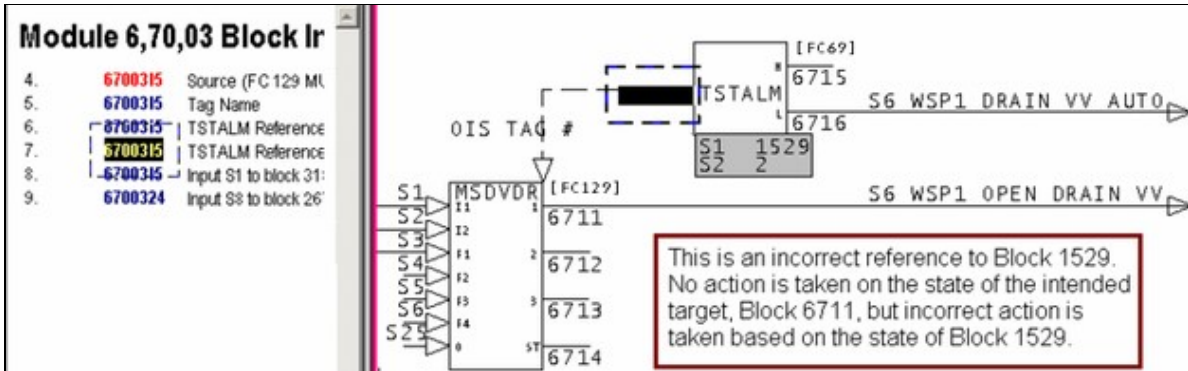 Module 6,70,03 Block Ir
4. 6700315 Source (FC 129 MU
5. 6700315 Tag Name
6. 6700315 TSTALM Reference
7. 6700315 TSTALM Reference
8. 6700315 Input S1 to block 31
9. 6700324 Input S8 to block 26
[FC69]
H
6715
TSTALM
S6 WSP1 DRAIN VV AUTO
L
6716
OIS TAG #
S1 1529
S2 2
S1 MSDVDR [FC129]
S6 WSP1 OPEN DRAIN VV
I1 1
6711
S2
I2
S3
F1 2
6712
S4
F2
S5
F3 3
6713
S6
F4
S25
0 ST
6714
This is an incorrect reference to Block 1529.
No action is taken on the state of the intended
target, Block 6711, but incorrect action is
taken based on the state of Block 1529.